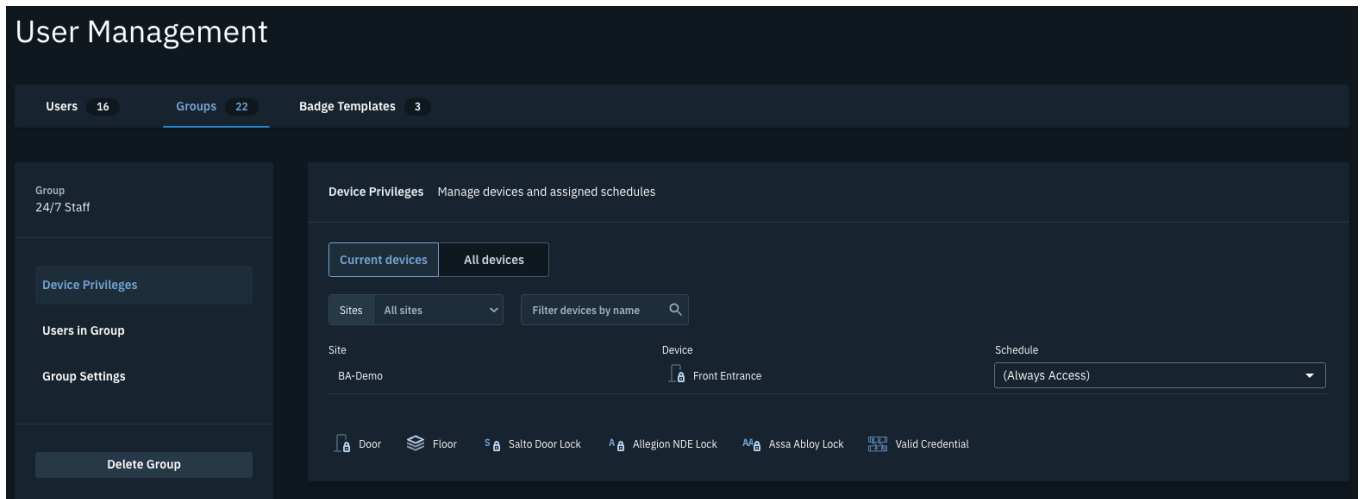 User Management
Users 16 Groups 22 Badge Templates 3
Group
24/7 Staff
Device Privileges
Users in Group
Group Settings
Delete Group
Device Privileges Manage devices and assigned schedules
Current devices All devices
Sites All sites Filter devices by name
Site Device Schedule
BA-Demo Front Entrance (Always Access)
Door Floor S Salto Door Lock A Allegion NDE Lock AA Assa Abloy Lock Valid Credential